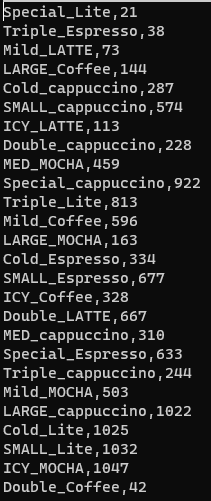 Special_Lite,21
Triple_Espresso,38
Mild_LATTE,73
LARGE_Coffee,144
Cold_cappuccino,287
SMALL_cappuccino,574
ICY_LATTE,113
Double_cappuccino,228
MED_MOCHA,459
Special_cappuccino,922
Triple_Lite,813
Mild_Coffee,596
LARGE_MOCHA,163
Cold_Espresso,334
SMALL_Espresso,677
ICY_Coffee,328
Double_LATTE,667
MED_cappuccino,310
Special_Espresso,633
Triple_cappuccino,244
Mild_MOCHA,503
LARGE_cappuccino,1022
Cold_Lite,1025
SMALL_Lite,1032
ICY_MOCHA,1047
Double_Coffee,42